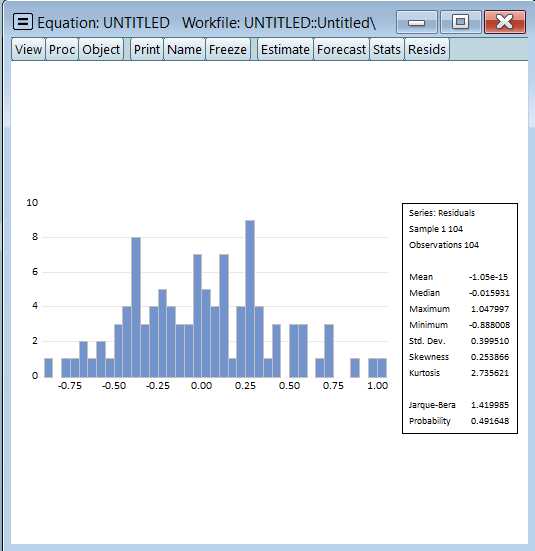 Equation: UNTITLED Workfile: UNTITLED::Untitled\
View Proc Object Print Name Freeze Estimate Forecast Stats Resids
10
8
6
4
2
0
-0.75 -0.50 -0.25 0.00 0.25 0.50 0.75 1.00
Series: Residuals
Sample 1 104
Observations 104
Mean -1.05e-15
Median -0.015931
Maximum 1.047997
Minimum -0.888008
Std. Dev. 0.399510
Skewness 0.253866
Kurtosis 2.735621
Jarque-Bera 1.419985
Probability 0.491648